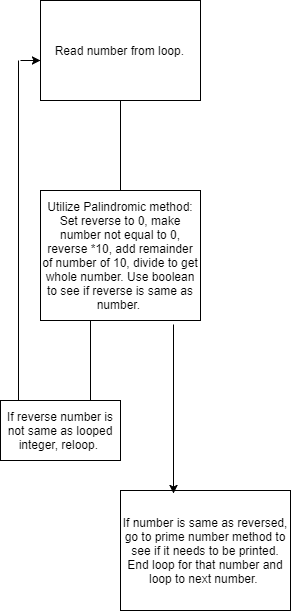 Read number from loop.
Utilize Palindromic method:
Set reverse to 0, make
number not equal to 0,
reverse *10, add remainder
of number of 10, divide to get
whole number. Use boolean
to see if reverse is same as
number.
If reverse number is
not same as looped
integer, reloop.
If number is same as reversed,
go to prime number method to
see if it needs to be printed.
End loop for that number and
loop to next number.